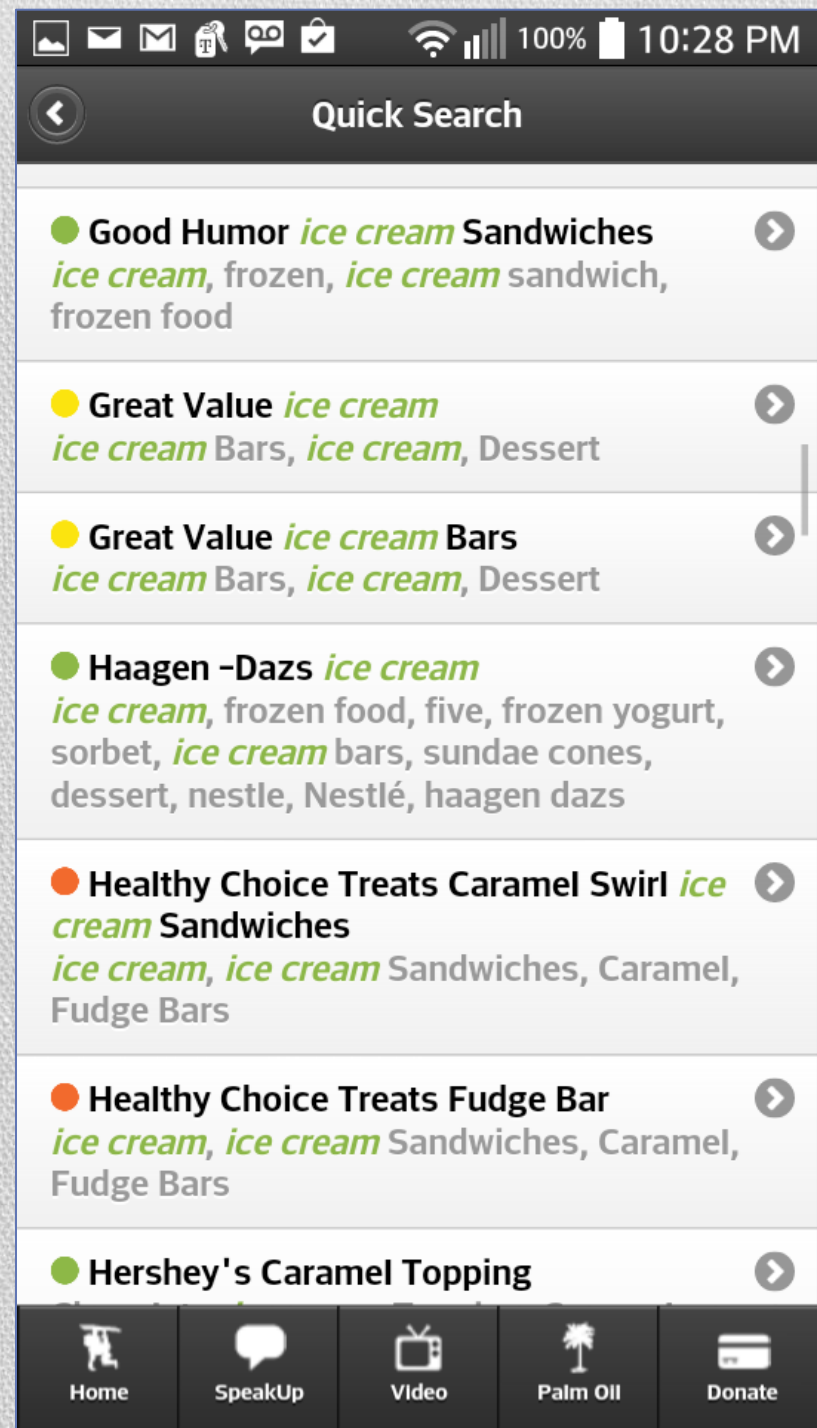 100% 10:28 PM
Quick Search
Good Humor ice cream Sandwiches
ice cream, frozen, ice cream sandwich,
frozen food
Great Value ice cream
ice cream Bars, ice cream, Dessert
Great Value ice cream Bars
ice cream Bars, ice cream, Dessert
Haagen -Dazs ice cream
ice cream, frozen food, five, frozen yogurt,
sorbet, ice cream bars, sundae cones,
dessert, nestle, Nestlé, haagen dazs
Healthy Choice Treats Caramel Swirl ice
cream Sandwiches
ice cream, ice cream Sandwiches, Caramel,
Fudge Bars
Healthy Choice Treats Fudge Bar
ice cream, ice cream Sandwiches, Caramel,
Fudge Bars
Hershey's Caramel Topping
Home SpeakUp Video Palm Oil Donate